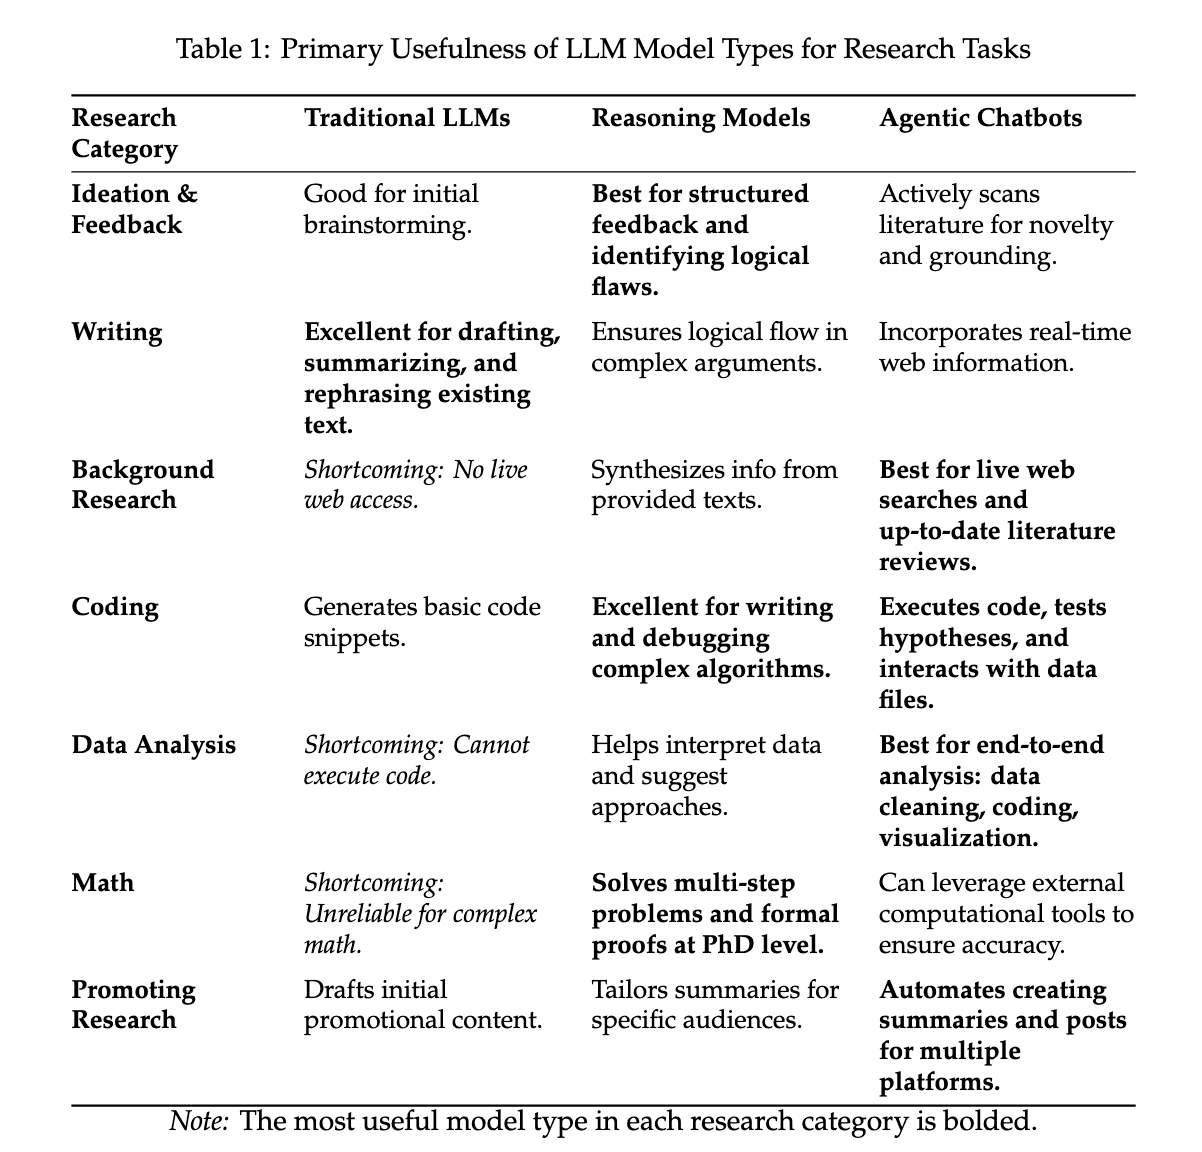 Table 1: Primary Usefulness of LLM Model Types for Research Tasks
Research Category	Traditional LLMs	Reasoning Models	Agentic Chatbots
Ideation & Feedback	Good for initial brainstorming.	Best for structured feedback and identifying logical flaws.	Actively scans literature for novelty and grounding.
Writing	Excellent for drafting, summarizing, and rephrasing existing text.	Ensures logical flow in complex arguments.	Incorporates real-time web information.
Background Research	Shortcoming: No live web access.	Synthesizes info from provided texts.	Best for live web searches and up-to-date literature reviews.
Coding	Generates basic code snippets.	Excellent for writing and debugging complex algorithms.	Executes code, tests hypotheses, and interacts with data files.
Data Analysis	Shortcoming: Cannot execute code.	Helps interpret data and suggest approaches.	Best for end-to-end analysis: data cleaning, coding, visualization.
Math	Shortcoming: Unreliable for complex math.	Solves multi-step problems and formal proofs at PhD level.	Can leverage external computational tools to ensure accuracy.
Promoting Research	Drafts initial promotional content.	Tailors summaries for specific audiences.	Automates creating summaries and posts for multiple platforms.
Note: The most useful model type in each research category is bolded.